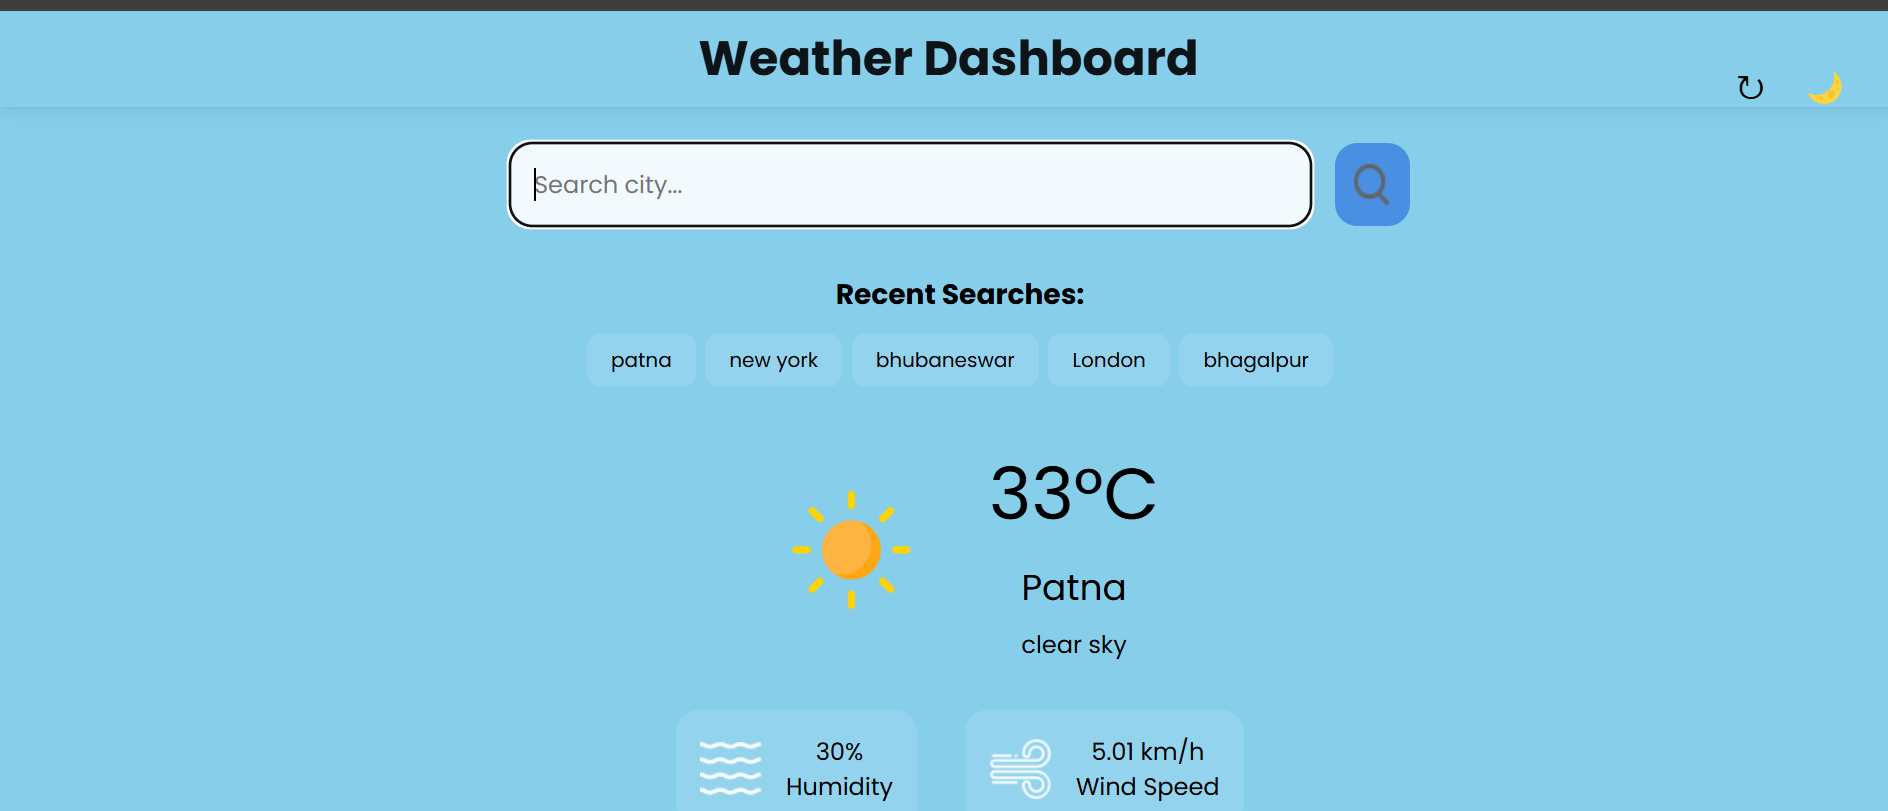 Weather Dashboard
Search city...
Recent Searches:
patna new york bhubaneswar London bhagalpur
33°C
Patna
clear sky
30%
Humidity
5.01 km/h
Wind Speed